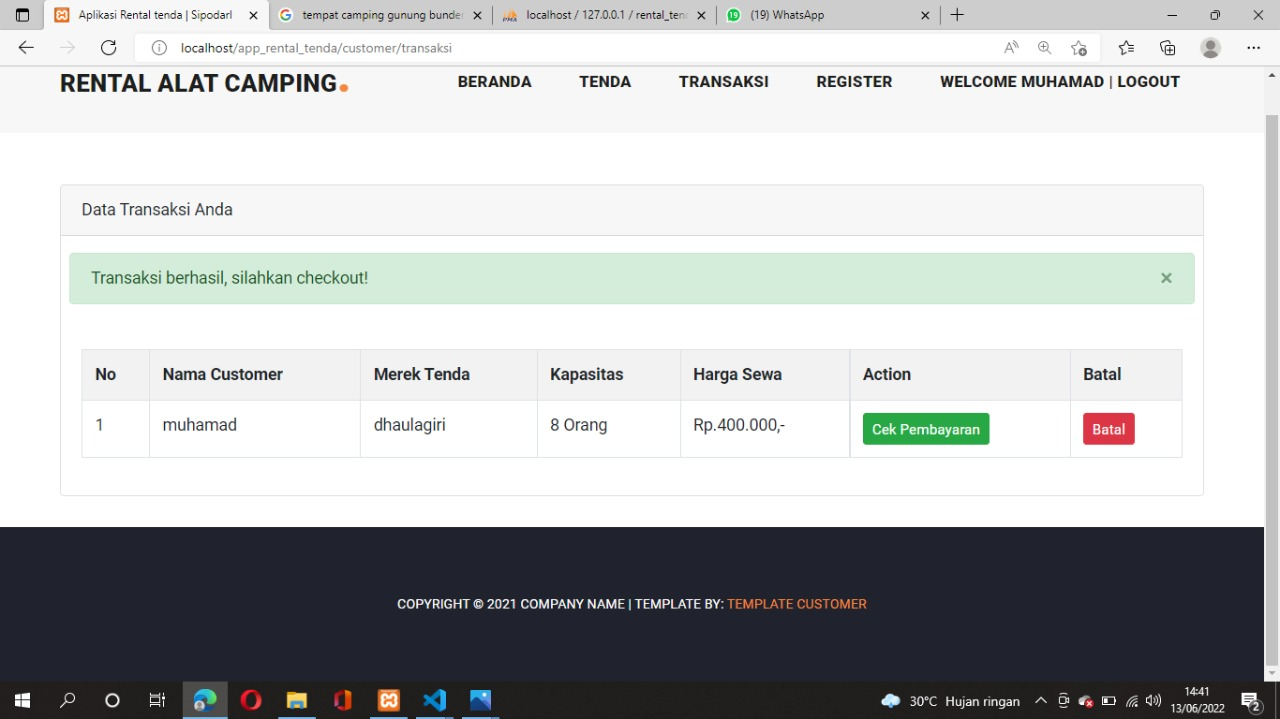 Aplikasi Rental tenda | Sipodarl
tempat camping gunung bunder
localhost / 127.0.0.1 / rental_tend
(19) WhatsApp
localhost/app_rental_tenda/customer/transaksi
RENTAL ALAT CAMPING.
BERANDA TENDA TRANSAKSI REGISTER WELCOME MUHAMAD | LOGOUT
Data Transaksi Anda
Transaksi berhasil, silahkan checkout! ×
No Nama Customer Merek Tenda Kapasitas Harga Sewa Action Batal
1 muhamad dhaulagiri 8 Orang Rp.400.000,- Cek Pembayaran Batal
COPYRIGHT © 2021 COMPANY NAME | TEMPLATE BY: TEMPLATE CUSTOMER
30°C Hujan ringan
14:41
13/06/2022
2